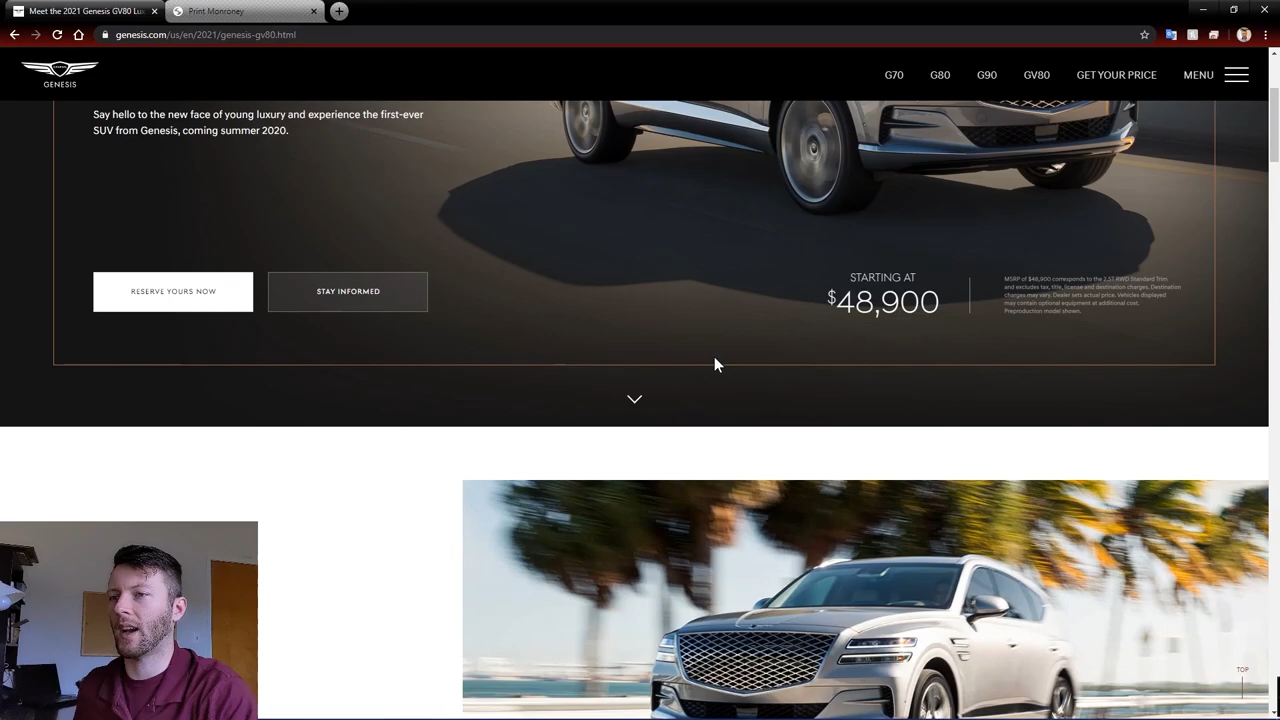 Meet the 2021 Genesis GV80 Lux
Print Monroney
genesis.com/us/en/2021/genesis-gv80.html
GENESIS
G70
G80
G90
GV80
GET YOUR PRICE
MENU
Say hello to the new face of young luxury and experience the first-ever
SUV from Genesis, coming summer 2020.
RESERVE YOURS NOW
STAY INFORMED
STARTING AT
$48,900
MSRP of $48,900 corresponds to the 2.5T RWD Standard Trim
and excludes tax, title, license and destination charges. Destination
charges may vary. Dealer sets actual price. Vehicles displayed
may contain optional equipment at additional cost.
Preproduction model shown.
TOP